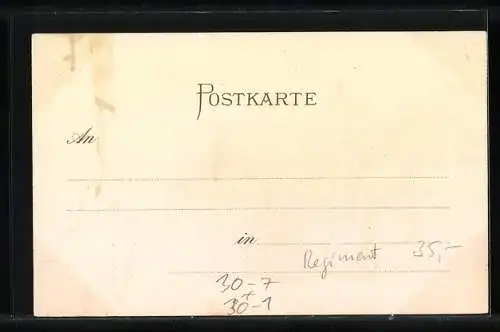 POSTKARTE
An
in
Regiment 35,-
30-7
+
30-1